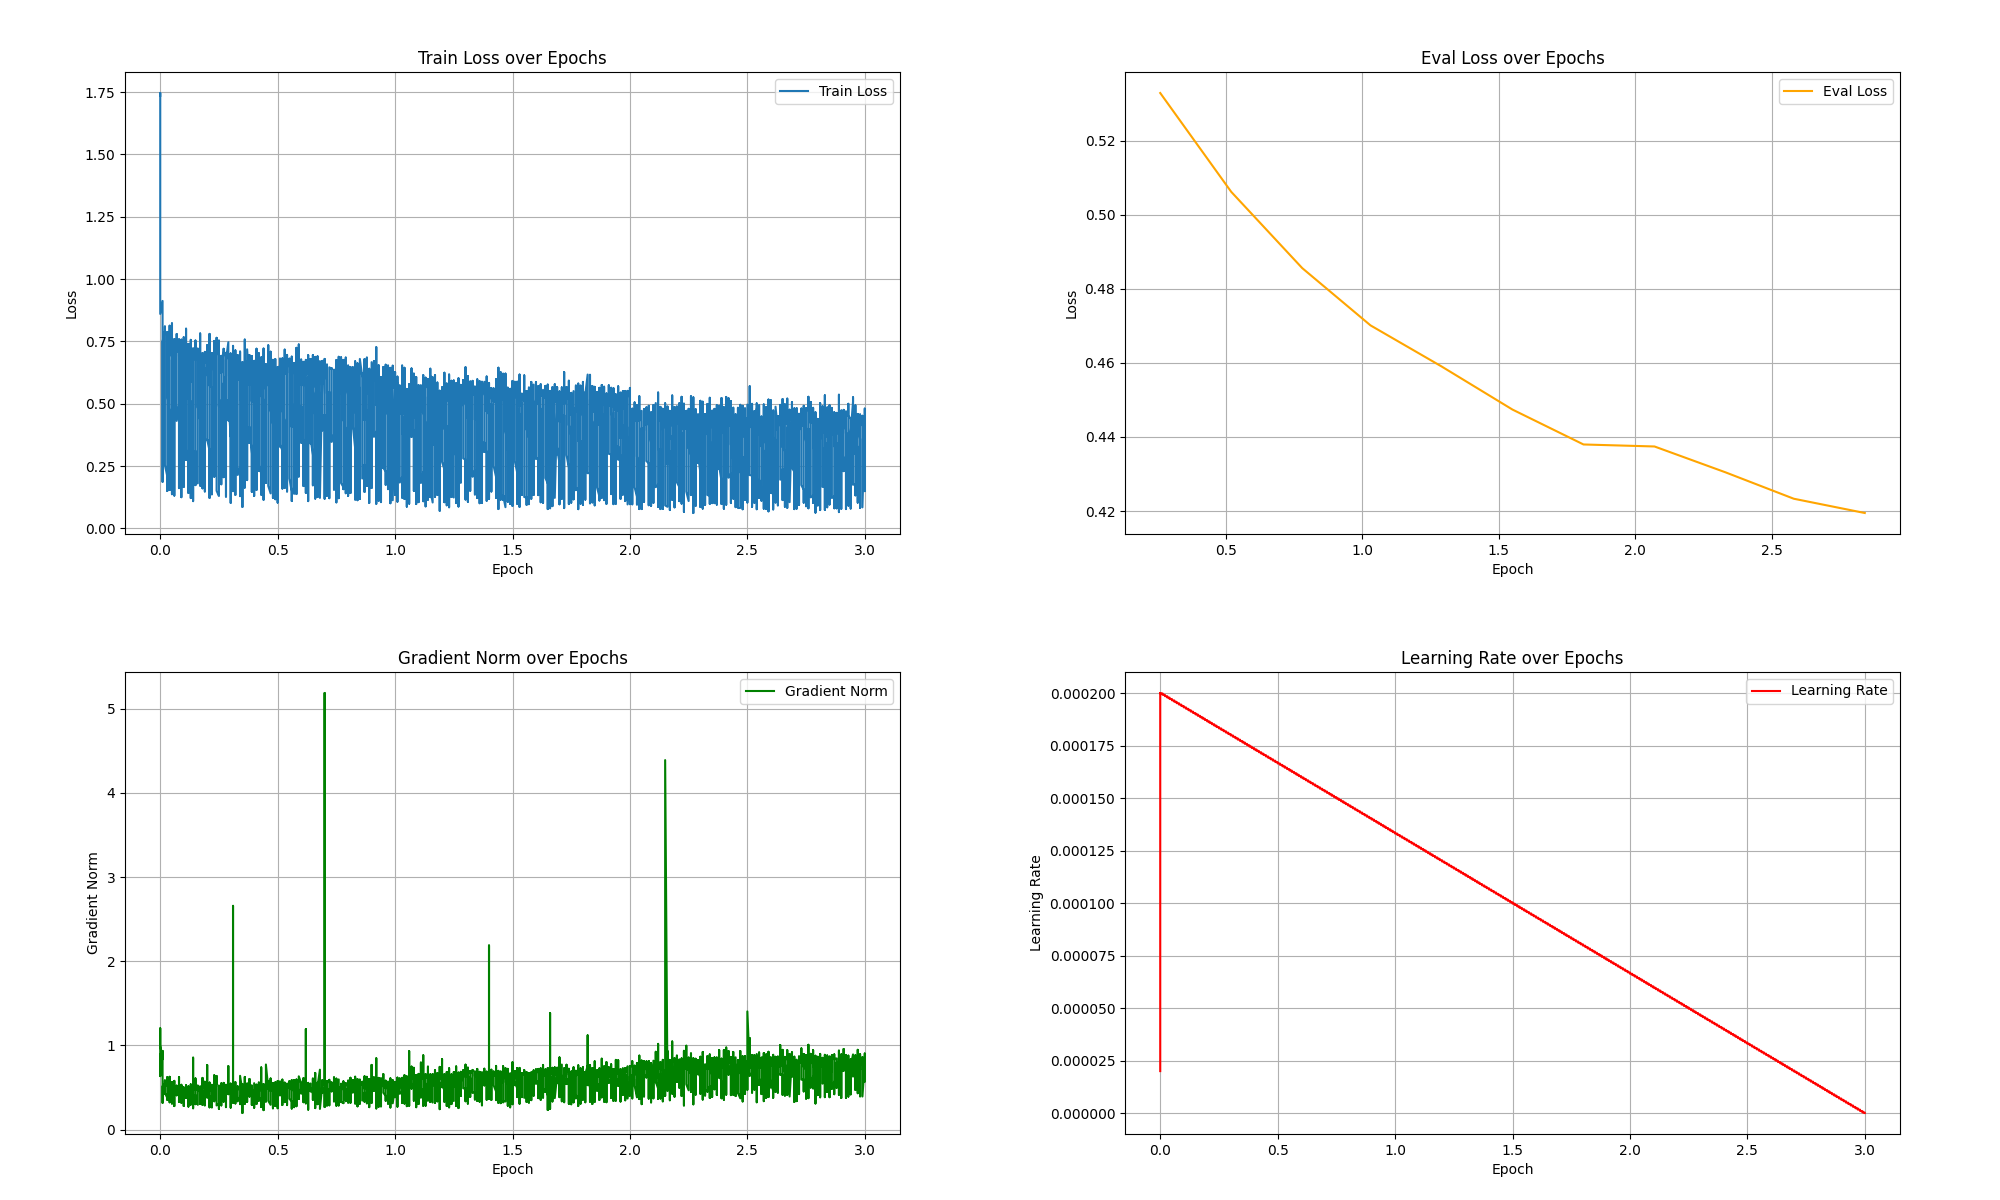 Train Loss over Epochs
Train Loss
1.75
1.50
1.25
1.00
0.75
0.50
0.25
0.00
Loss
0.0 0.5 1.0 1.5 2.0 2.5 3.0
Epoch
Eval Loss over Epochs
Eval Loss
0.52
0.50
0.48
0.46
0.44
0.42
Loss
0.5 1.0 1.5 2.0 2.5
Epoch
Gradient Norm over Epochs
Gradient Norm
5
4
3
2
1
0
Gradient Norm
0.0 0.5 1.0 1.5 2.0 2.5 3.0
Epoch
Learning Rate over Epochs
Learning Rate
0.000200
0.000175
0.000150
0.000125
0.000100
0.000075
0.000050
0.000025
0.000000
Learning Rate
0.0 0.5 1.0 1.5 2.0 2.5 3.0
Epoch